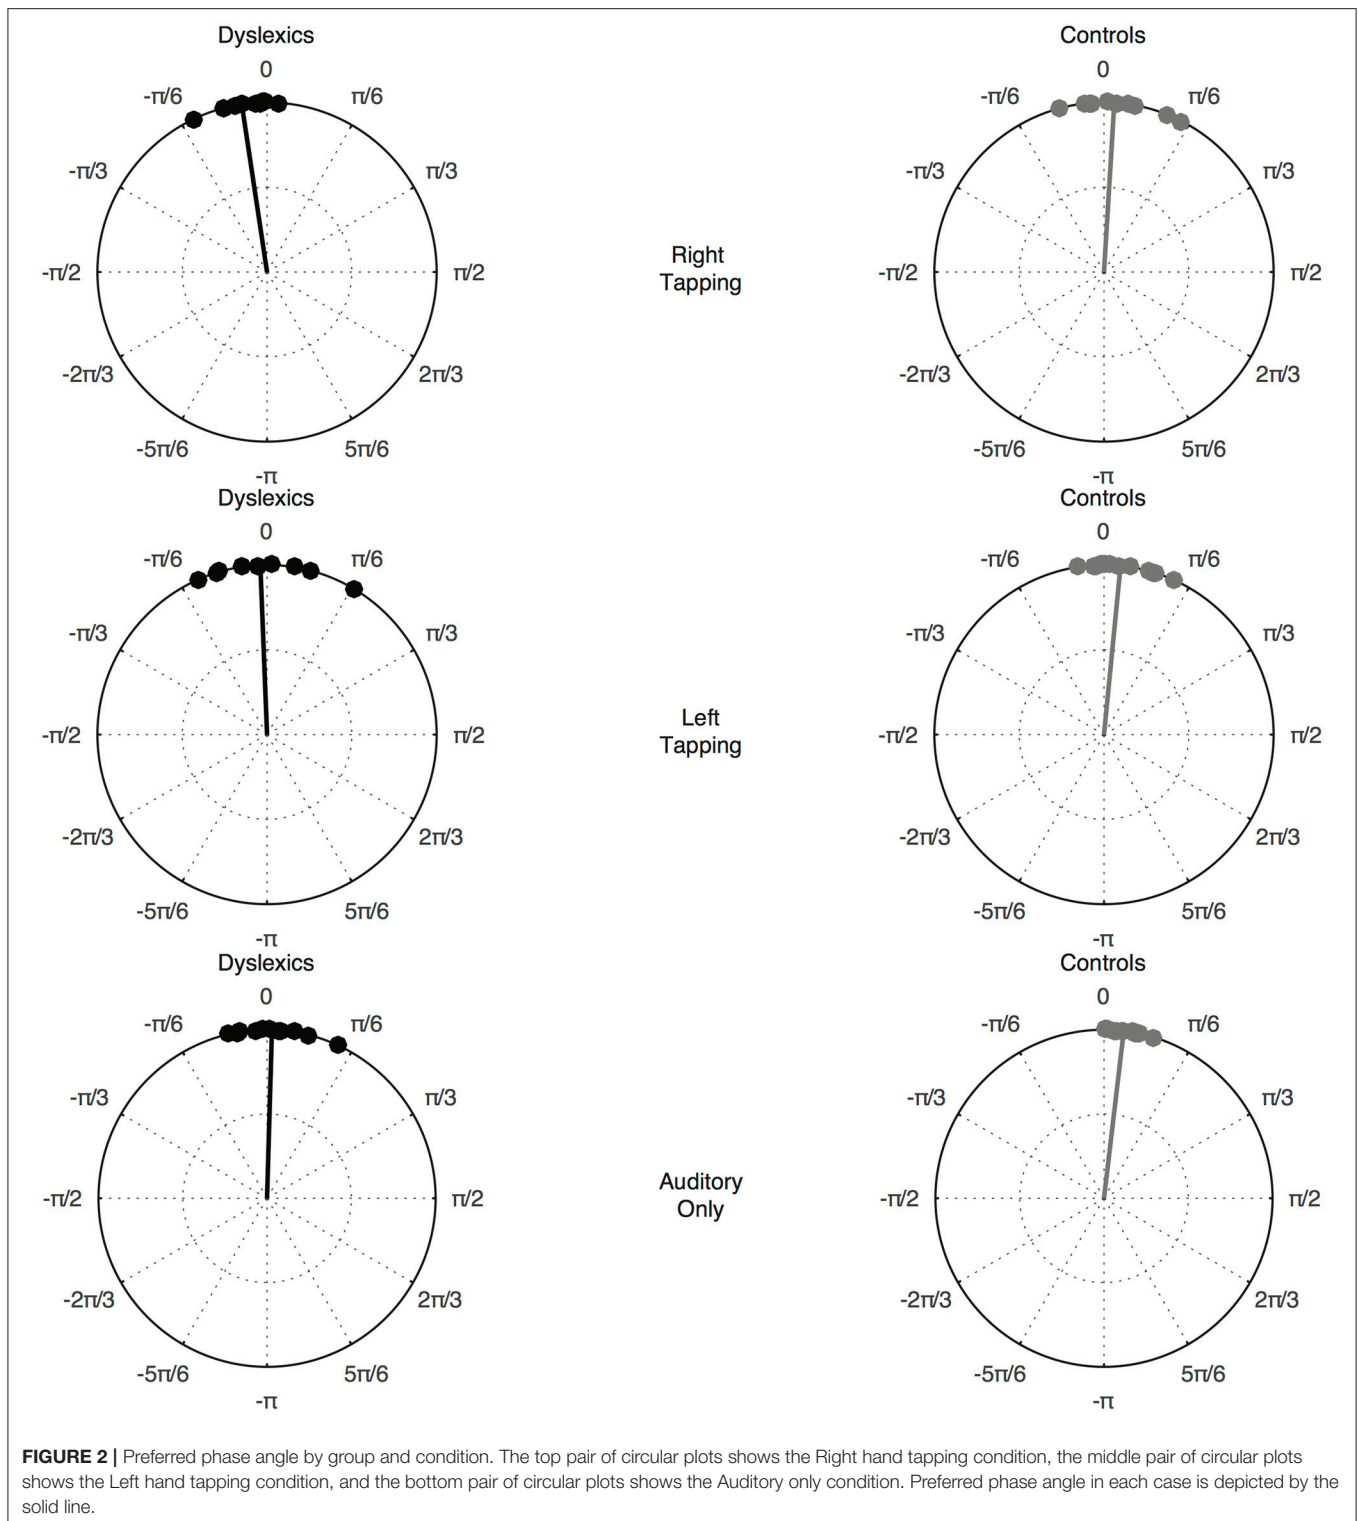 Dyslexics
Controls
0
0
-π/6
π/6
-π/6
π/6
-π/3
π/3
-π/3
π/3
Right
Tapping
-π/2
π/2
-π/2
π/2
-2π/3
2π/3
-2π/3
2π/3
-5π/6
5π/6
-5π/6
5π/6
-π
-π
Dyslexics
Controls
0
0
-π/6
π/6
-π/6
π/6
-π/3
π/3
-π/3
π/3
Left
Tapping
-π/2
π/2
-π/2
π/2
-2π/3
2π/3
-2π/3
2π/3
-5π/6
5π/6
-5π/6
5π/6
-π
-π
Dyslexics
Controls
0
0
-π/6
π/6
-π/6
π/6
-π/3
π/3
-π/3
π/3
Auditory
Only
-π/2
π/2
-π/2
π/2
-2π/3
2π/3
-2π/3
2π/3
-5π/6
5π/6
-5π/6
5π/6
-π
-π
FIGURE 2 | Preferred phase angle by group and condition. The top pair of circular plots shows the Right hand tapping condition, the middle pair of circular plots
shows the Left hand tapping condition, and the bottom pair of circular plots shows the Auditory only condition. Preferred phase angle in each case is depicted by the
solid line.